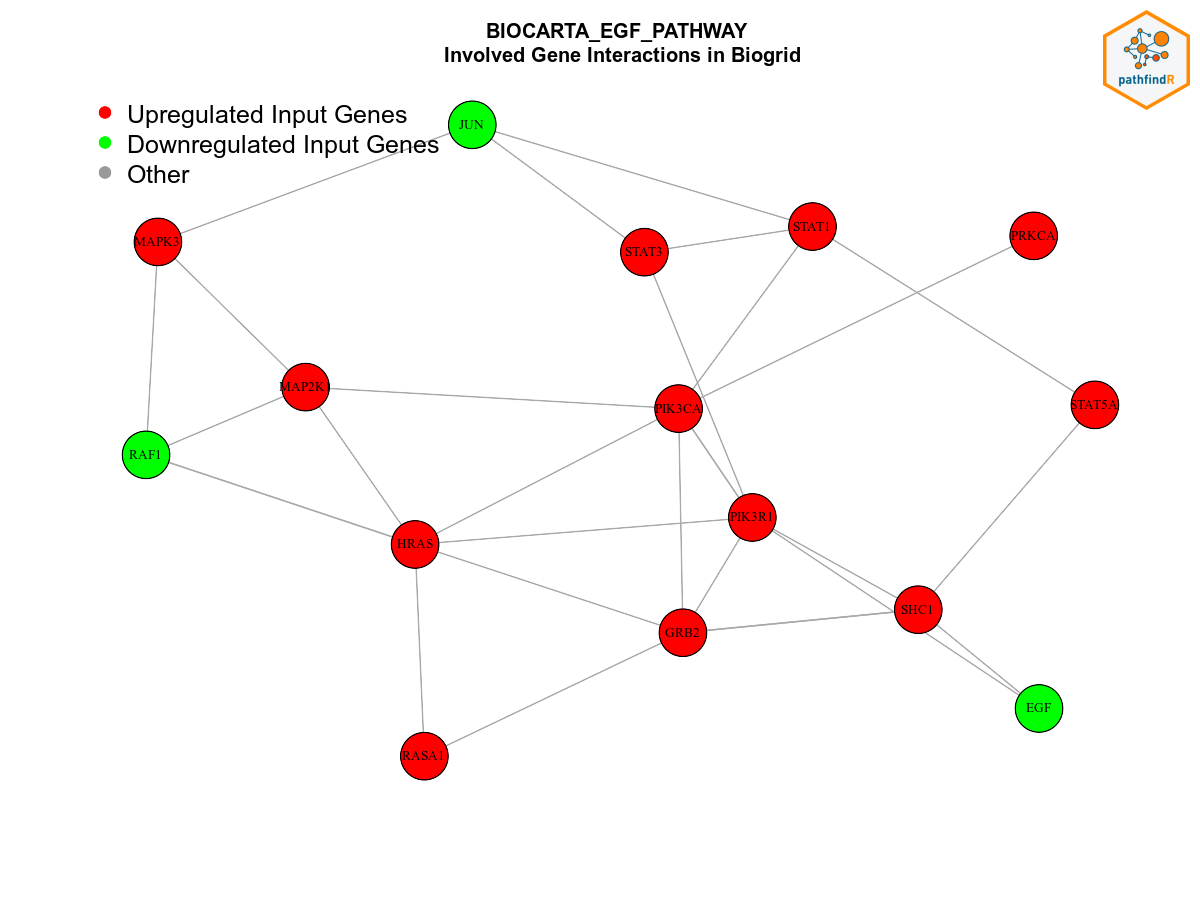 BIOCARTA_EGF_PATHWAY
Involved Gene Interactions in Biogrid
pathfindR
Upregulated Input Genes
Downregulated Input Genes
Other
JUN
MAPK3
STAT3
STAT1
PRKCA
MAP2K1
PIK3CA
STAT5A
RAF1
HRAS
PIK3R1
GRB2
SHC1
EGF
RASA1